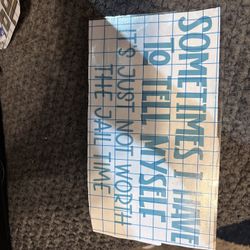 SOMETIMES I HAVE
TO TELL MYSELF
IT'S JUST NOT WORTH
THE JAIL TIME